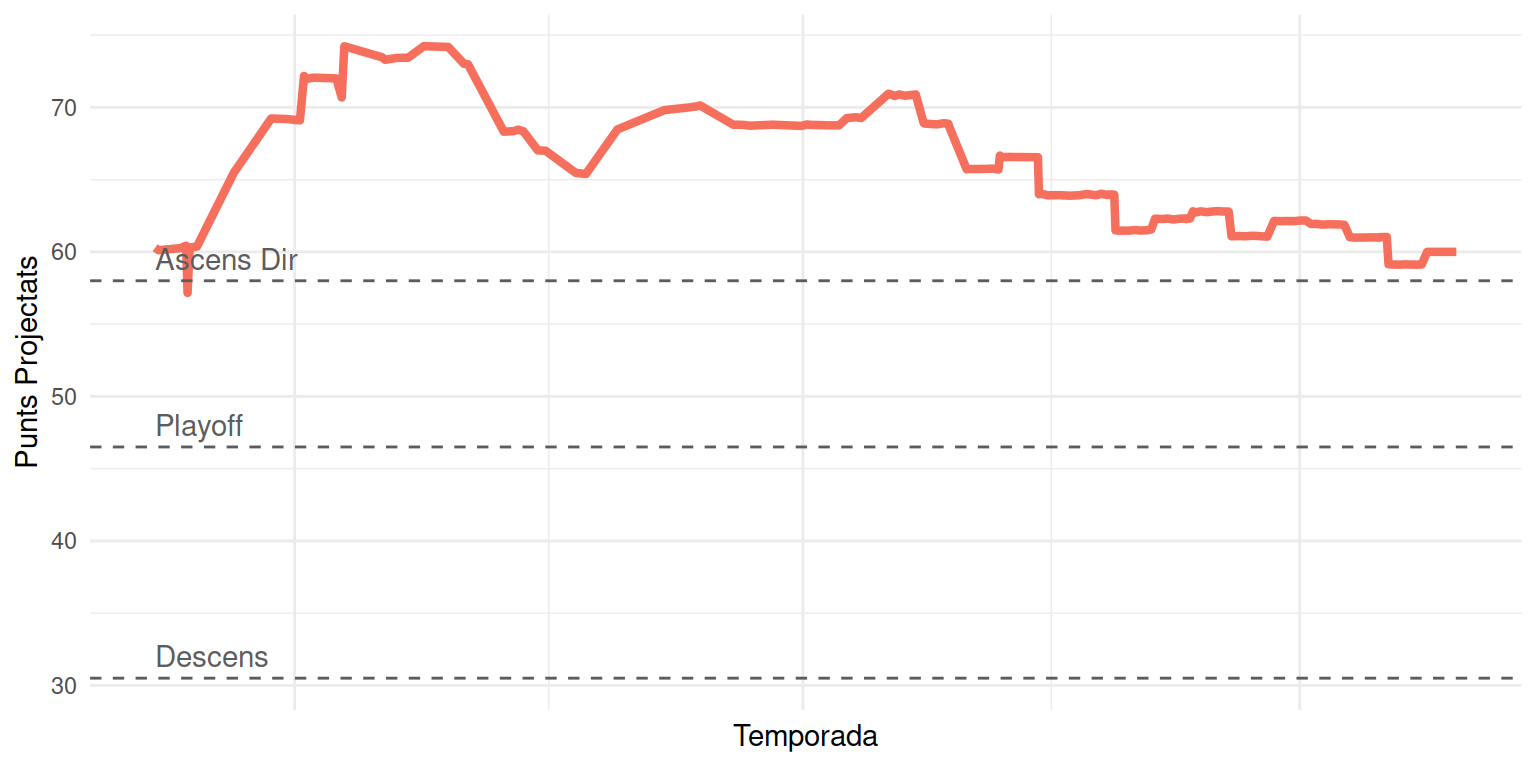 Punts Projectats
70
60
50
40
30
Ascens Dir
Playoff
Descens
Temporada